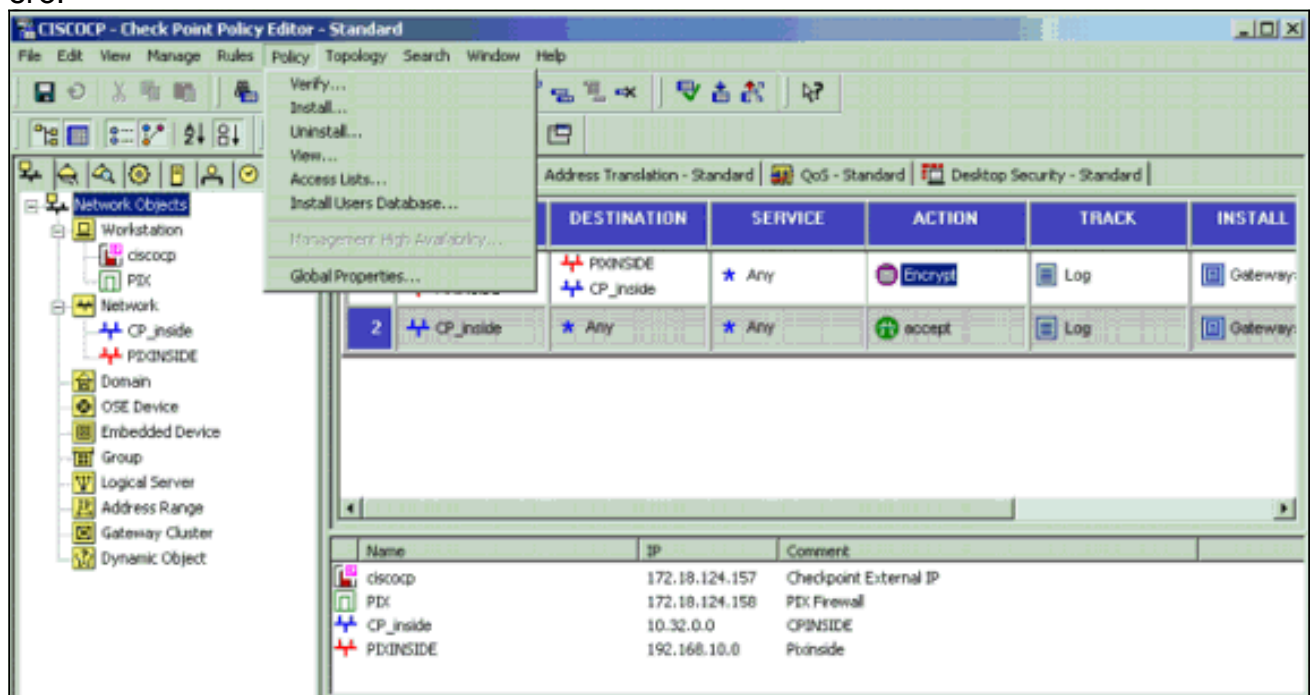 CISCOCP - Check Point Policy Editor - Standard
File Edit View Manage Rules Policy Topology Search Window Help
Verify...
Install...
Uninstall...
View...
Access Lists...
Install Users Database...
Management High Availability...
Global Properties...
Address Translation - Standard QoS - Standard Desktop Security - Standard
DESTINATION SERVICE ACTION TRACK INSTALL
PIXINSIDE Any Encrypt Log Gateway
CP_inside
2 CP_inside Any Any accept Log Gateway
Network Objects
Workstation
ciscocp
PIX
Network
CP_inside
PIXINSIDE
Domain
OSE Device
Embedded Device
Group
Logical Server
Address Range
Gateway Cluster
Dynamic Object
Name IP Comment
ciscocp 172.18.124.157 Checkpoint External IP
PIX 172.18.124.158 PIX Firewall
CP_inside 10.32.0.0 CPINSIDE
PIXINSIDE 192.168.10.0 Pixinside